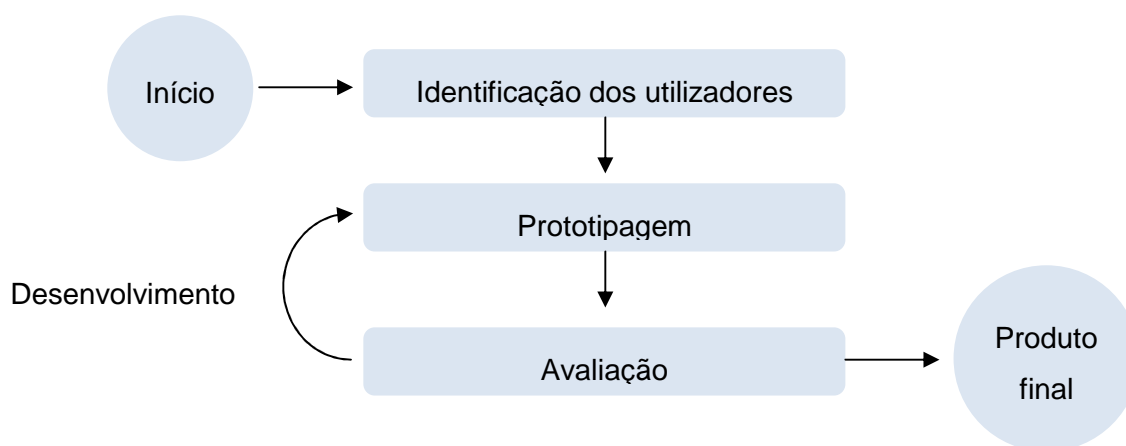 Início
Identificação dos utilizadores
Prototipagem
Desenvolvimento
Avaliação
Produto
final